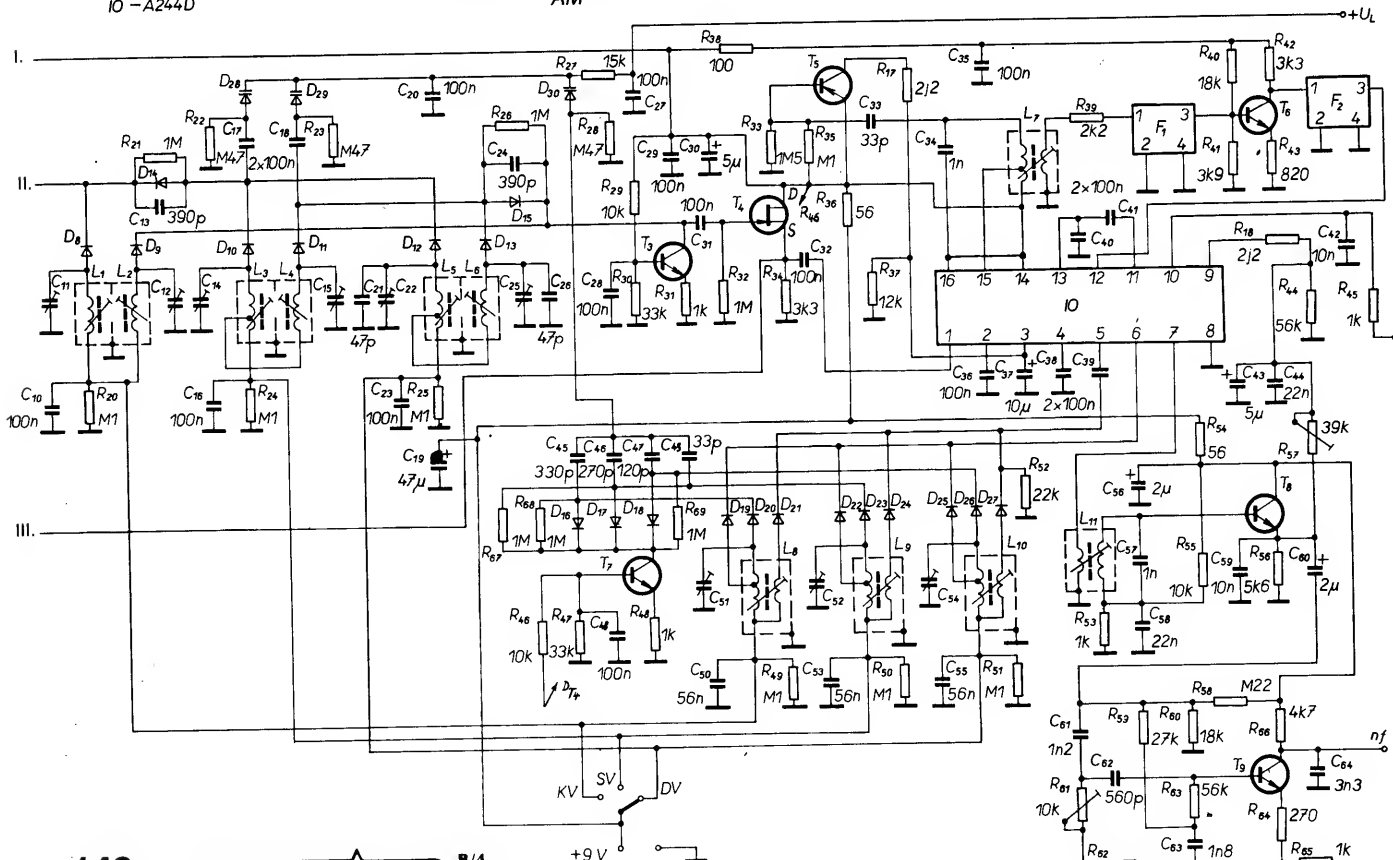 IO -A244D
AM
+U_L
I.
R38
100
R27
15k
100n
C27
D28
D29
C20 100n
D30
C35
100n
R40
18k
R42
3k3
T5
R17
2j2
R22
M47
C17
C18
2x100n
R23
M47
R26
1M
C24
390p
D15
R28
M47
R21
1M
D14
C13
390p
C29
100n
C30
5μ
R33
1M5
R35
M1
C33
33p
C34
1n
L7
R39
2k2
1 3
F1
2 4
T6
R41
3k9
R43
820
1 3
F2
2 4
II.
R29
10k
100n
C31
T4
D
S
R46
R36
56
2x100n
C41
C40
R18
2j2
C42
10n
D8
D9
D10
D11
D12
D13
T3
C28
100n
R30
33k
R31
1k
R32
1M
R34
3k3
C32
100n
R37
12k
R44
56k
R45
1k
C11
L1
L2
C12
C14
L3
L4
C15
C21
47p
C22
L5
L6
C25
C26
47p
16 15 14 13 12 11 10 9
IO
1 2 3 4 5 6 7 8
C10
100n
R20
M1
C16
100n
R24
M1
C23
100n
R25
M1
C36
100n
C37
10μ
C38
C39
2x100n
C43
5μ
C44
22n
C19
47μ
C45
330p
C46
270p
C47
120p
C48
33p
R54
56
39k
R57
R52
22k
C56
2μ
T8
III.
R67
1M
R68
1M
D16
D17
D18
R69
1M
D19
D20
D21
D22
D23
D24
D25
D26
D27
L8
L9
L10
L11
C51
C52
C54
C57
1n
R55
10k
C59
10n
R56
5k6
C60
2μ
T7
R46
10k
R47
33k
C48
100n
R48
1k
D T4
R53
1k
C58
22n
C50
56n
R49
M1
C53
56n
R50
M1
C55
56n
R51
M1
R58
M22
4k7
R66
C61
1n2
R59
27k
R60
18k
nf
C62
560p
T9
C64
3n3
KV
SV
DV
R61
10k
R63
56k
R64
270
+9V
R62
C63
1n8
R65
1k